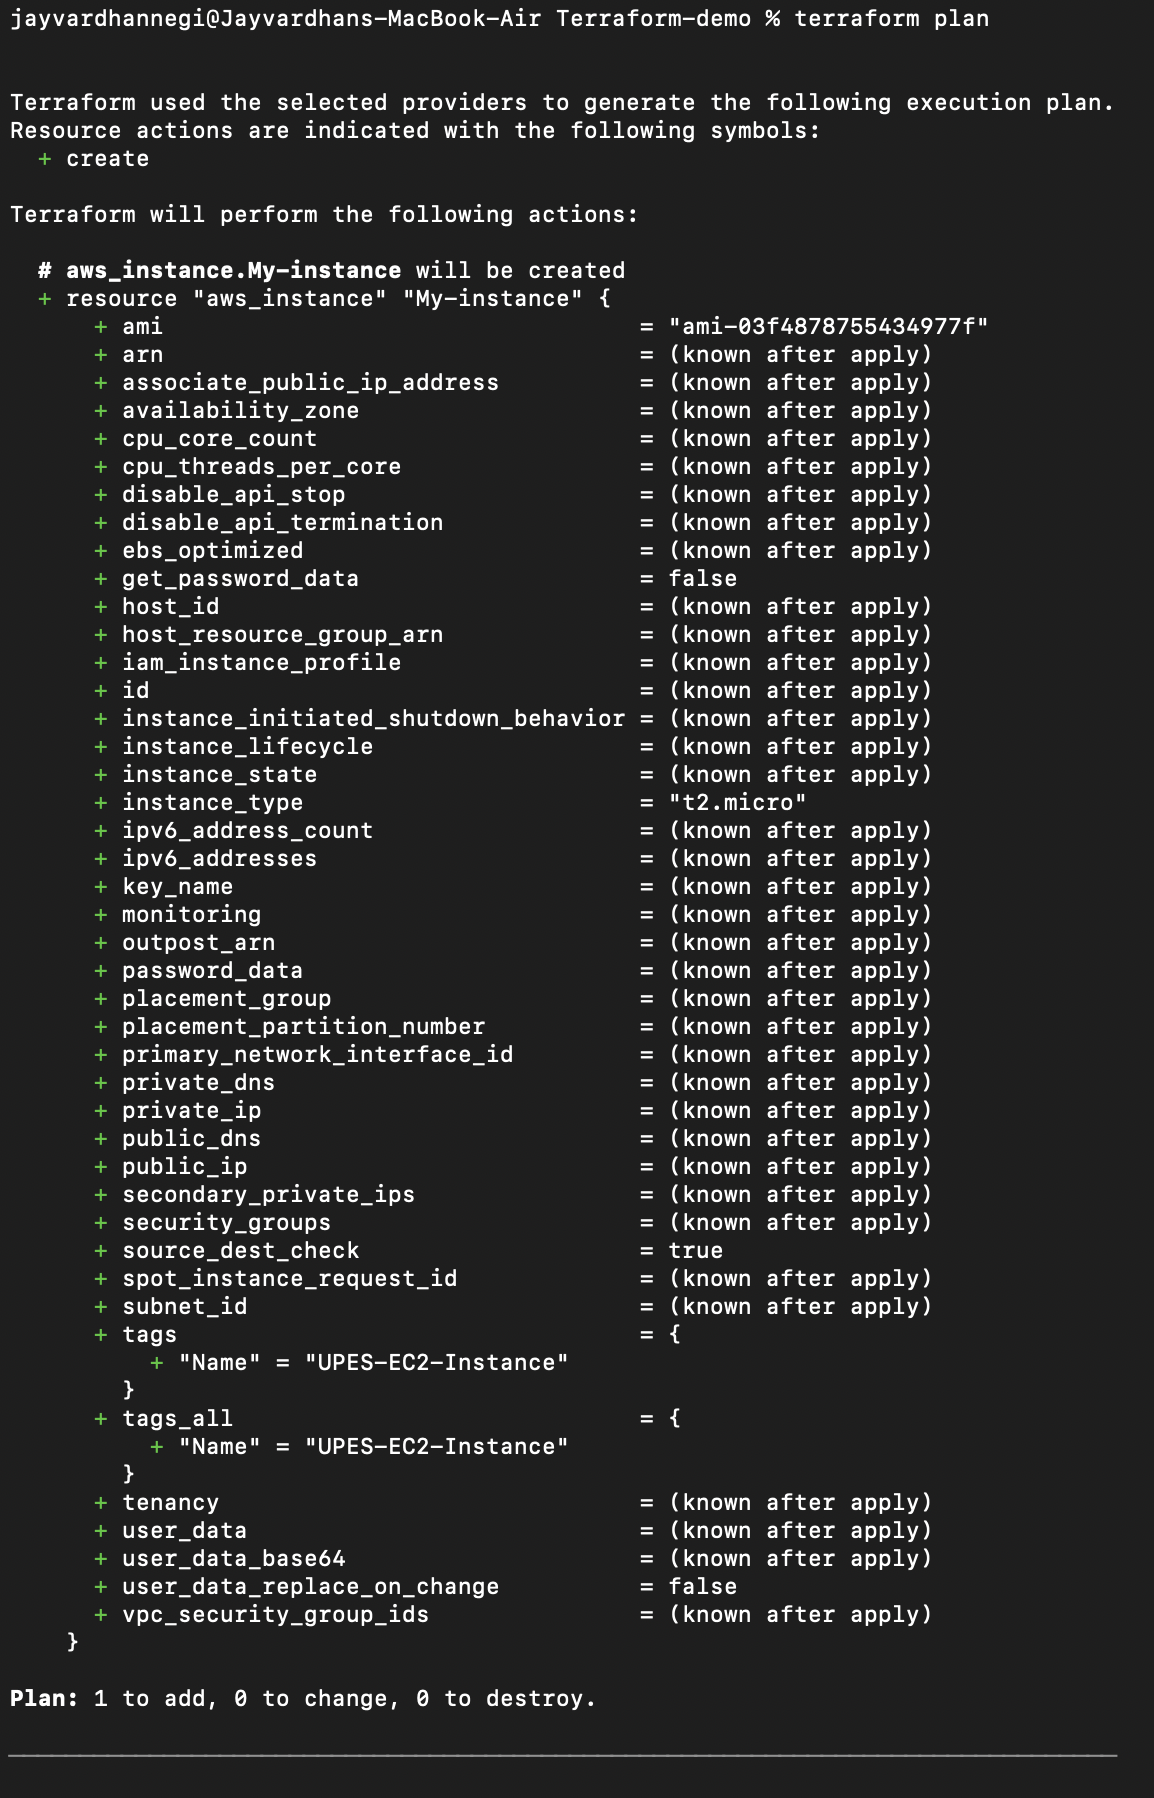 jayvardhannegi@Jayvardhans-MacBook-Air Terraform-demo % terraform plan
Terraform used the selected providers to generate the following execution plan.
Resource actions are indicated with the following symbols:
  + create
Terraform will perform the following actions:
  # aws_instance.My-instance will be created
  + resource "aws_instance" "My-instance" {
      + ami                                  = "ami-03f4878755434977f"
      + arn                                  = (known after apply)
      + associate_public_ip_address          = (known after apply)
      + availability_zone                    = (known after apply)
      + cpu_core_count                       = (known after apply)
      + cpu_threads_per_core                 = (known after apply)
      + disable_api_stop                     = (known after apply)
      + disable_api_termination              = (known after apply)
      + ebs_optimized                        = (known after apply)
      + get_password_data                    = false
      + host_id                              = (known after apply)
      + host_resource_group_arn              = (known after apply)
      + iam_instance_profile                 = (known after apply)
      + id                                   = (known after apply)
      + instance_initiated_shutdown_behavior = (known after apply)
      + instance_lifecycle                   = (known after apply)
      + instance_state                       = (known after apply)
      + instance_type                        = "t2.micro"
      + ipv6_address_count                   = (known after apply)
      + ipv6_addresses                       = (known after apply)
      + key_name                             = (known after apply)
      + monitoring                           = (known after apply)
      + outpost_arn                          = (known after apply)
      + password_data                        = (known after apply)
      + placement_group                      = (known after apply)
      + placement_partition_number           = (known after apply)
      + primary_network_interface_id         = (known after apply)
      + private_dns                          = (known after apply)
      + private_ip                           = (known after apply)
      + public_dns                           = (known after apply)
      + public_ip                            = (known after apply)
      + secondary_private_ips                = (known after apply)
      + security_groups                      = (known after apply)
      + source_dest_check                    = true
      + spot_instance_request_id             = (known after apply)
      + subnet_id                            = (known after apply)
      + tags                                 = {
          + "Name" = "UPES-EC2-Instance"
        }
      + tags_all                             = {
          + "Name" = "UPES-EC2-Instance"
        }
      + tenancy                              = (known after apply)
      + user_data                            = (known after apply)
      + user_data_base64                     = (known after apply)
      + user_data_replace_on_change          = false
      + vpc_security_group_ids               = (known after apply)
    }
Plan: 1 to add, 0 to change, 0 to destroy.